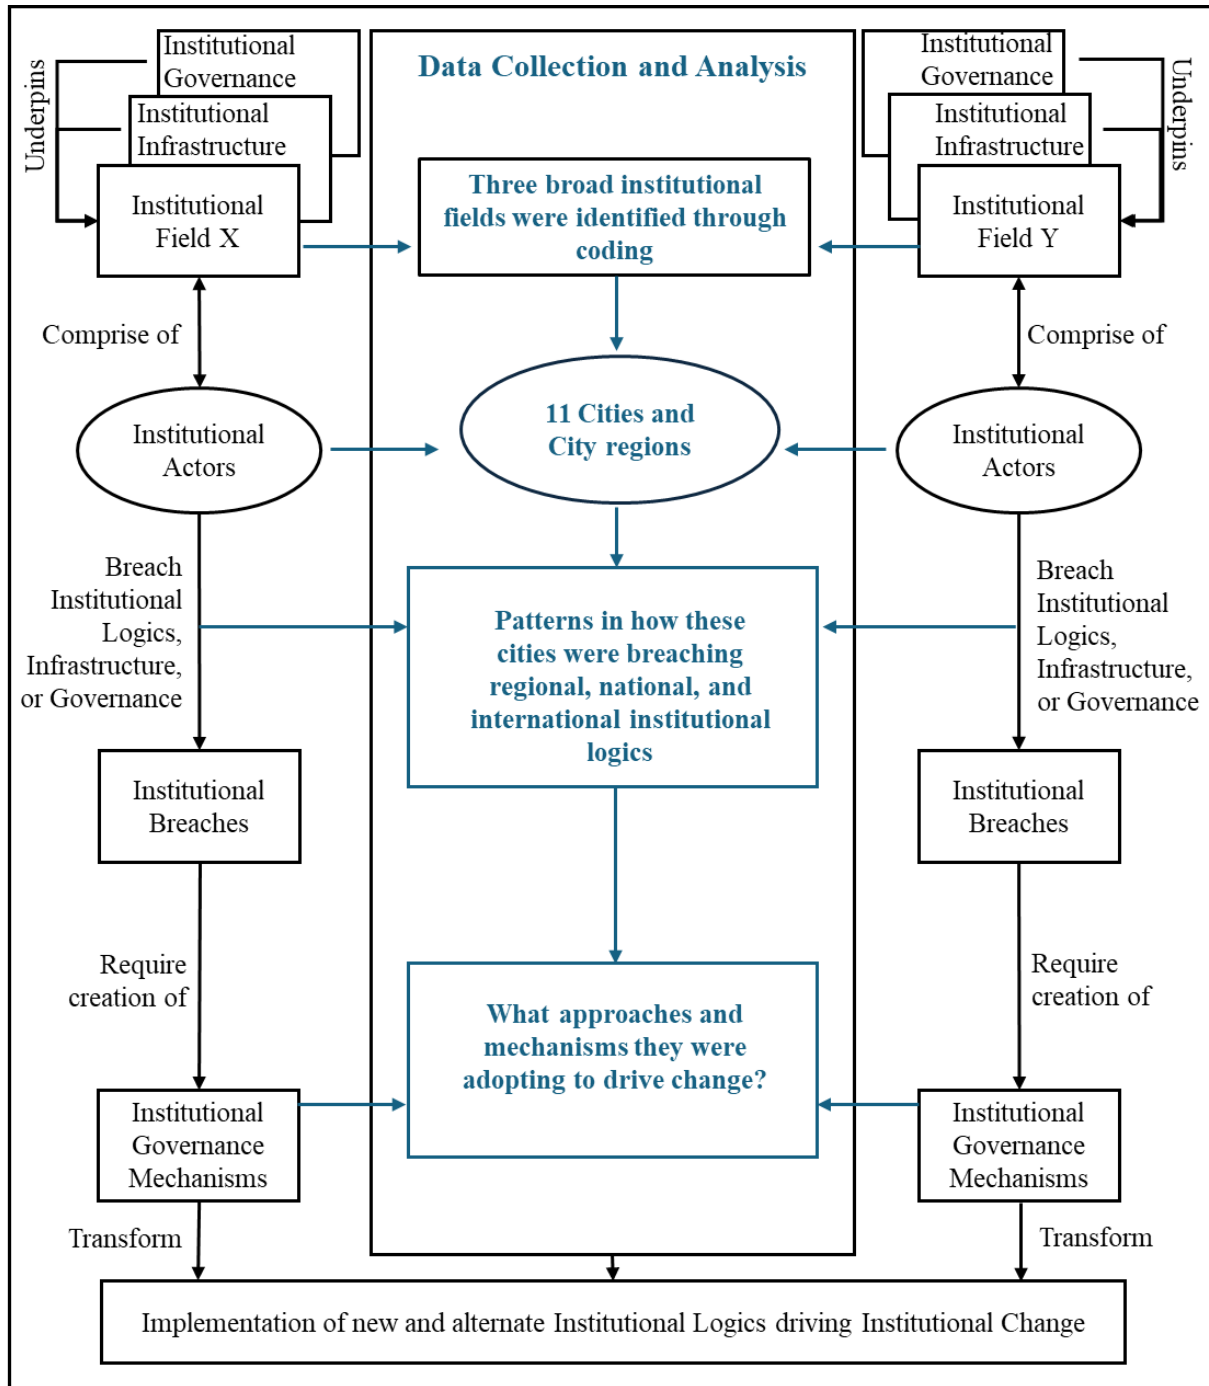 Underpins
Institutional
Governance
Institutional
Infrastructure
Institutional
Field X
Comprise of
Institutional
Actors
Breach
Institutional
Logics,
Infrastructure,
or Governance
Institutional
Breaches
Require
creation of
Institutional
Governance
Mechanisms
Transform
Data Collection and Analysis
Three broad institutional
fields were identified through
coding
11 Cities and
City regions
Patterns in how these
cities were breaching
regional, national, and
international institutional
logics
What approaches and
mechanisms they were
adopting to drive change?
Institutional
Governance
Institutional
Infrastructure
Institutional
Field Y
Underpins
Comprise of
Institutional
Actors
Breach
Institutional
Logics,
Infrastructure,
or Governance
Institutional
Breaches
Require
creation of
Institutional
Governance
Mechanisms
Transform
Implementation of new and alternate Institutional Logics driving Institutional Change